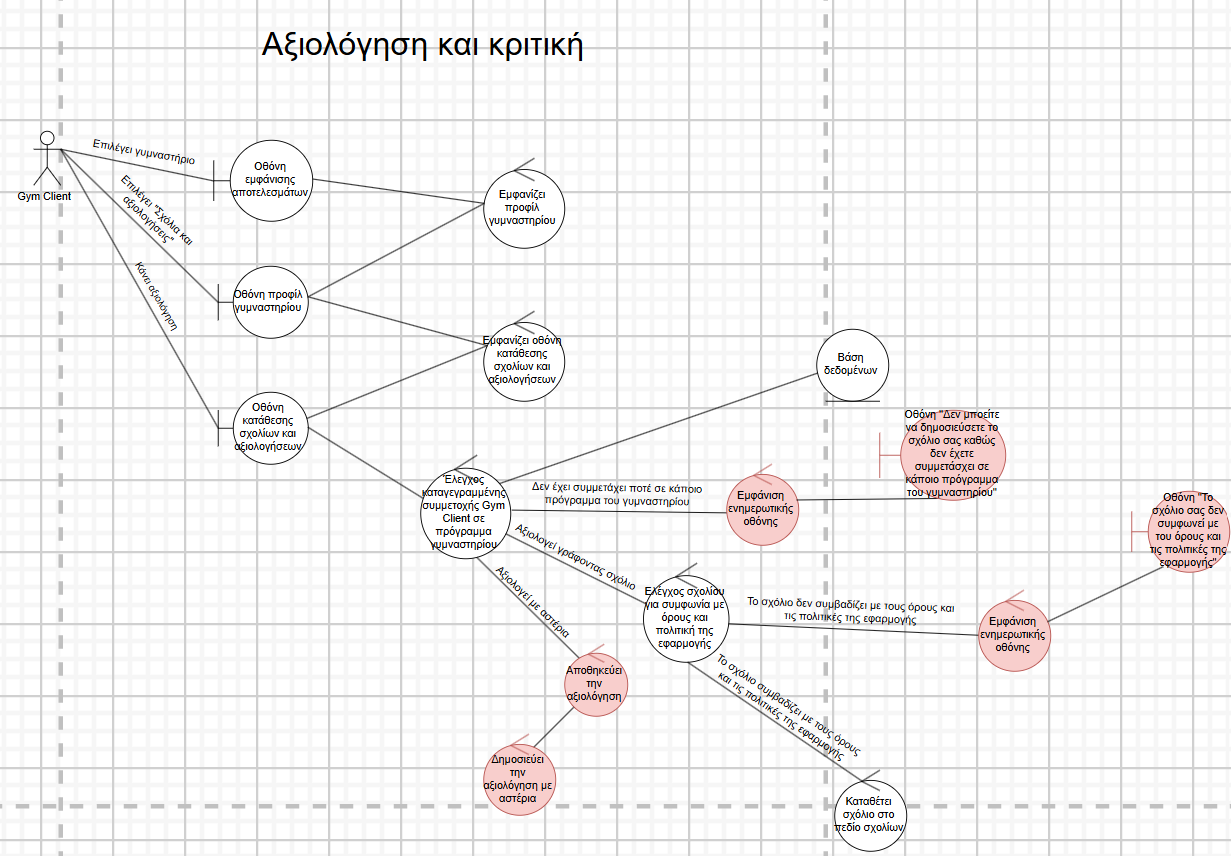 Αξιολόγηση και κριτική
Gym Client
Επιλέγει γυμναστήριο
Οθόνη
εμφάνισης
αποτελεσμάτων
Εμφανίζει
προφίλ
γυμναστηρίου
Επιλέγει "Σχόλια και
αξιολογήσεις"
Οθόνη προφίλ
γυμναστηρίου
Κάνει αξιολόγηση
Εμφανίζει οθόνη
κατάθεσης
σχολίων και
αξιολογήσεων
Βάση
δεδομένων
Οθόνη
κατάθεσης
σχολίων και
αξιολογήσεων
Οθόνη "Δεν μποείτε
να δημοσιεύσετε το
σχόλιο σας καθώς
δεν έχετε
συμμετάσχει σε
κάποιο πρόγραμμα
του γυμναστηρίου"
Έλεγχος
καταγεγραμμένης
συμμετοχής Gym
Client σε
πρόγραμμα
γυμναστηρίου
Δεν έχει συμμετάχει ποτέ σε κάποιο
πρόγραμμα του γυμναστηρίου
Εμφάνιση
ενημερωτικής
οθόνης
Οθόνη "Το
σχόλιο σας δεν
συμφωνεί με
του όρους και
τις πολιτικές της
εφαρμογής"
Αξιολογεί γράφοντας σχόλιο
Αξιολογεί με αστέρια
Ελέγχος σχολίου
για συμφωνία με
όρους και
πολιτική της
εφαρμογής
Το σχόλιο δεν συμβαδίζει με τους όρους και
τις πολιτικές της εφαρμογής
Εμφάνιση
ενημερωτικής
οθόνης
Αποθηκεύει
την
αξιολόγηση
Το σχόλιο συμβαδίζει με τους όρους
και τις πολιτικές της εφαρμογής
Δημοσιεύει
την
αξιολόγηση με
αστέρια
Καταθέτει
σχόλιο στο
πεδίο σχολίων